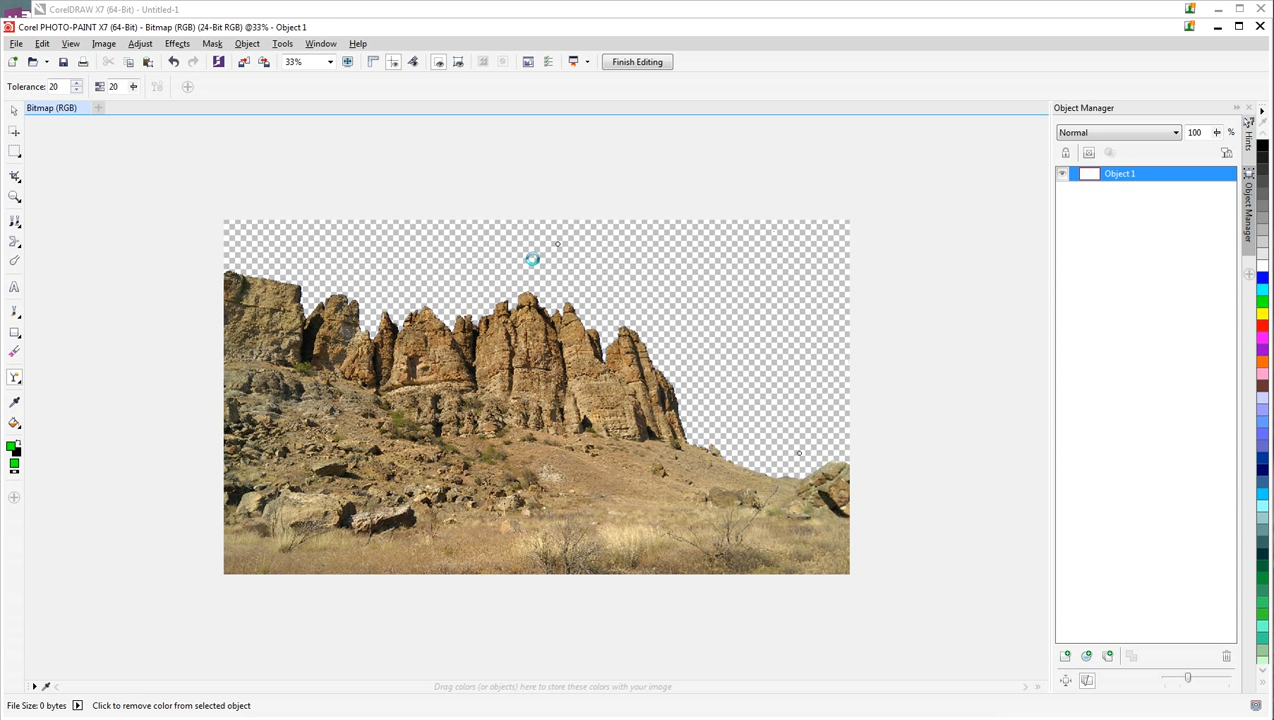 CorelDRAW X7 (64-Bit) - Untitled-1
Corel PHOTO-PAINT X7 (64-Bit) - Bitmap (RGB) (24-Bit RGB) @33% - Object 1
File Edit View Image Adjust Effects Mask Object Tools Window Help
33% Finish Editing
Tolerance: 20 20
Bitmap (RGB)
Object Manager
Normal 100 %
Hints
Object 1
Object Manager
Drag colors (or objects) here to store these colors with your image
File Size: 0 bytes Click to remove color from selected object